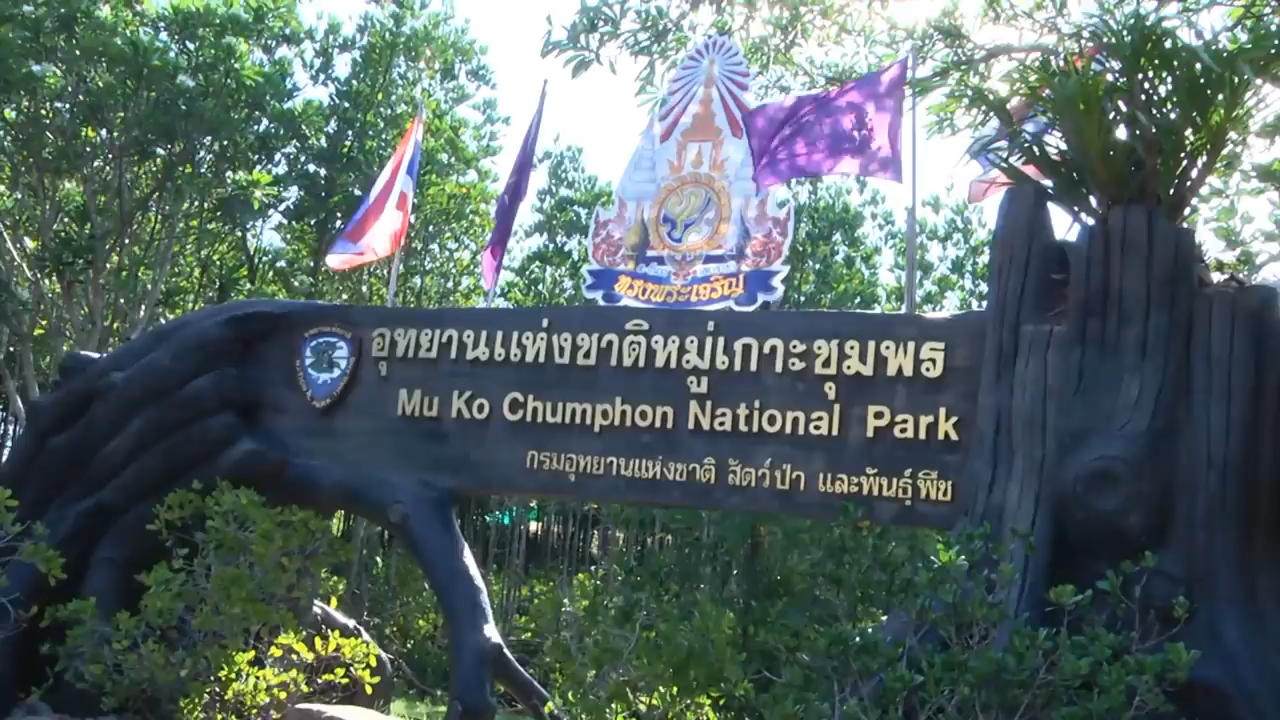 ทรงพระเจริญ
อุทยานแห่งชาติหมู่เกาะชุมพร
Mu Ko Chumphon National Park
กรมอุทยานแห่งชาติ สัตว์ป่า และพันธุ์พืช